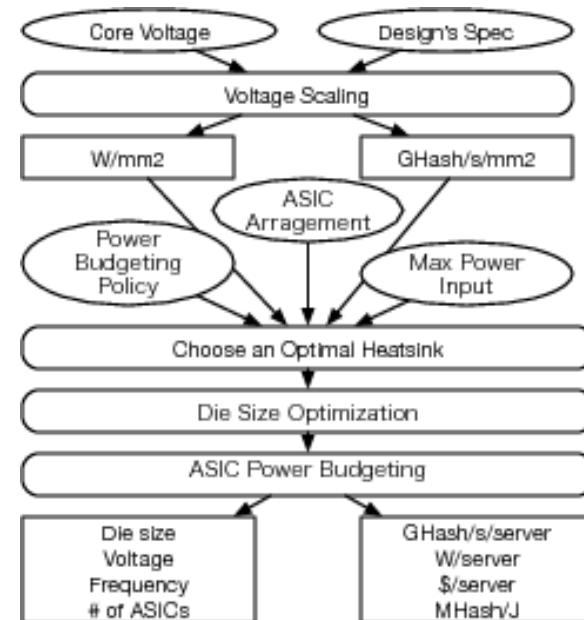 Core Voltage
Design's Spec
Voltage Scaling
W/mm2
GHash/s/mm2
ASIC
Arragement
Power
Budgeting
Policy
Max Power
Input
Choose an Optimal Heatsink
Die Size Optimization
ASIC Power Budgeting
Die size
Voltage
Frequency
# of ASICs
GHash/s/server
W/server
$/server
MHash/J